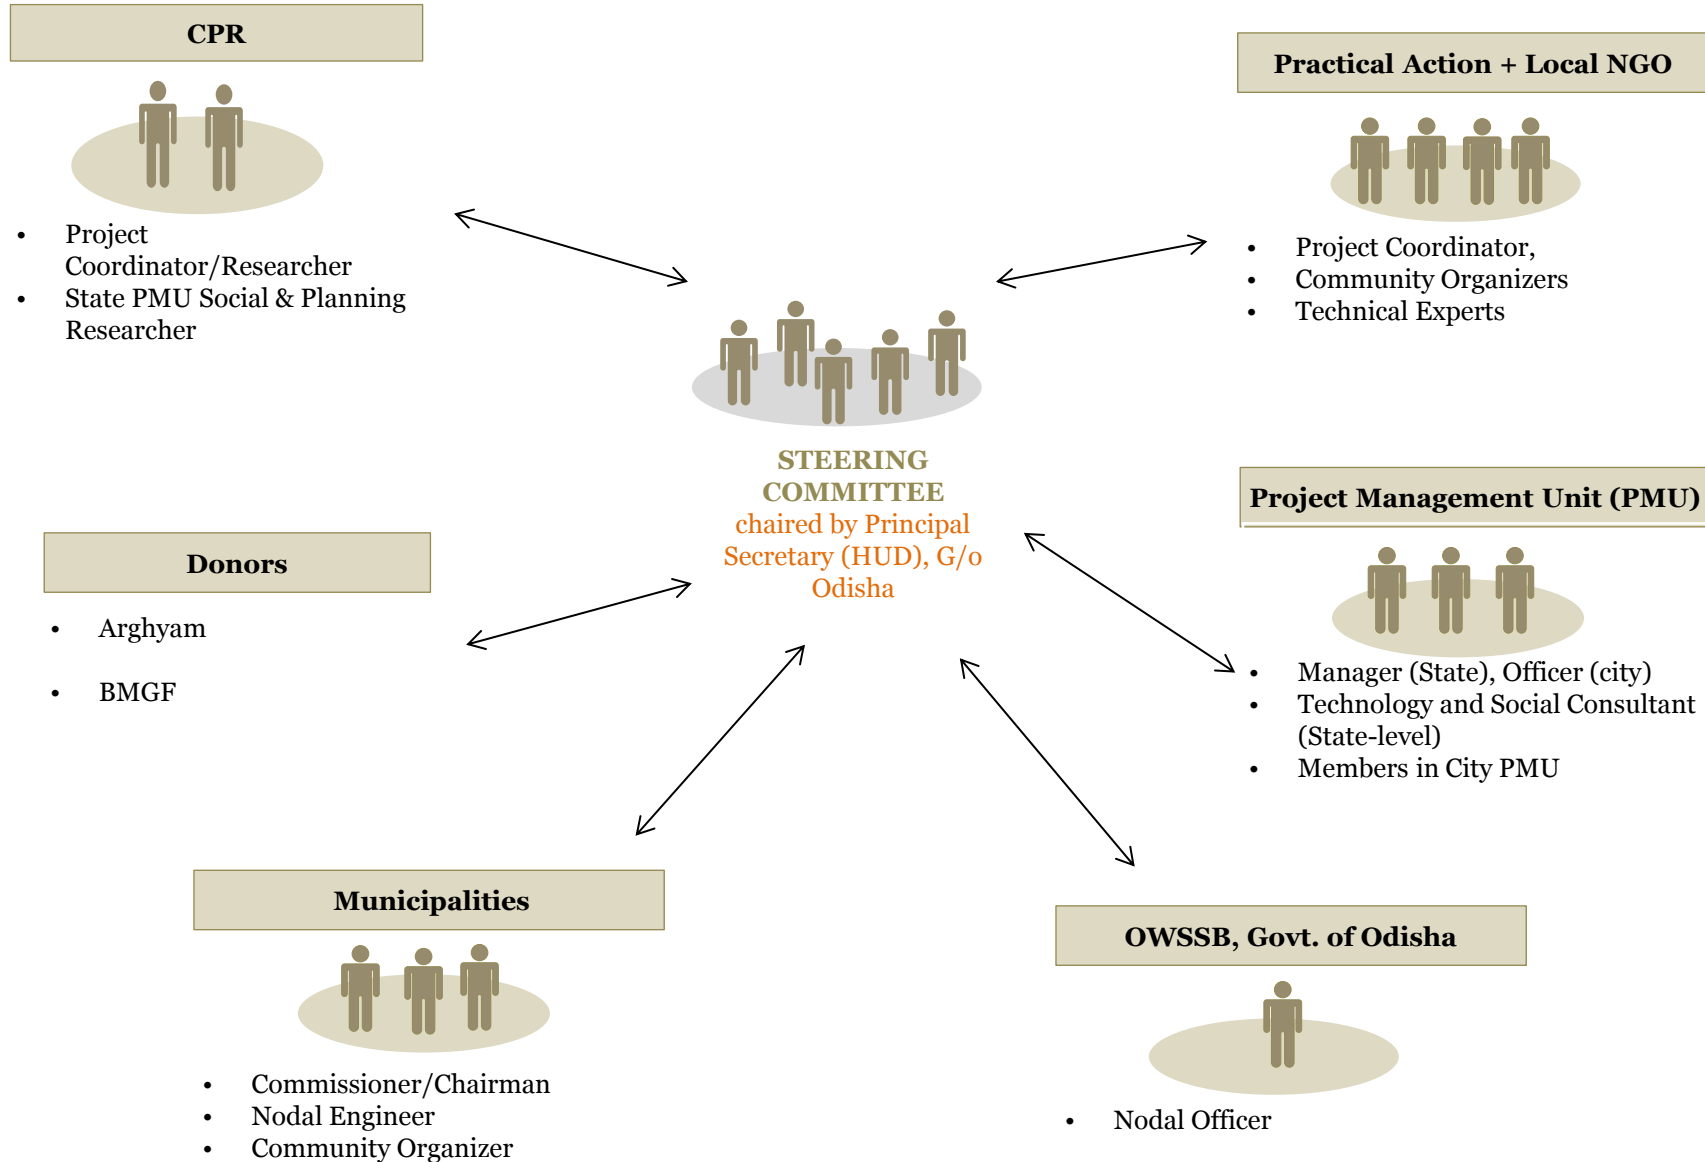 CPR
• Project
Coordinator/Researcher
• State PMU Social & Planning
Researcher
Practical Action + Local NGO
• Project Coordinator,
• Community Organizers
• Technical Experts
STEERING
COMMITTEE
chaired by Principal
Secretary (HUD), G/o
Odisha
Project Management Unit (PMU)
• Manager (State), Officer (city)
• Technology and Social Consultant
(State-level)
• Members in City PMU
Donors
• Arghyam
• BMGF
Municipalities
• Commissioner/Chairman
• Nodal Engineer
• Community Organizer
OWSSB, Govt. of Odisha
• Nodal Officer